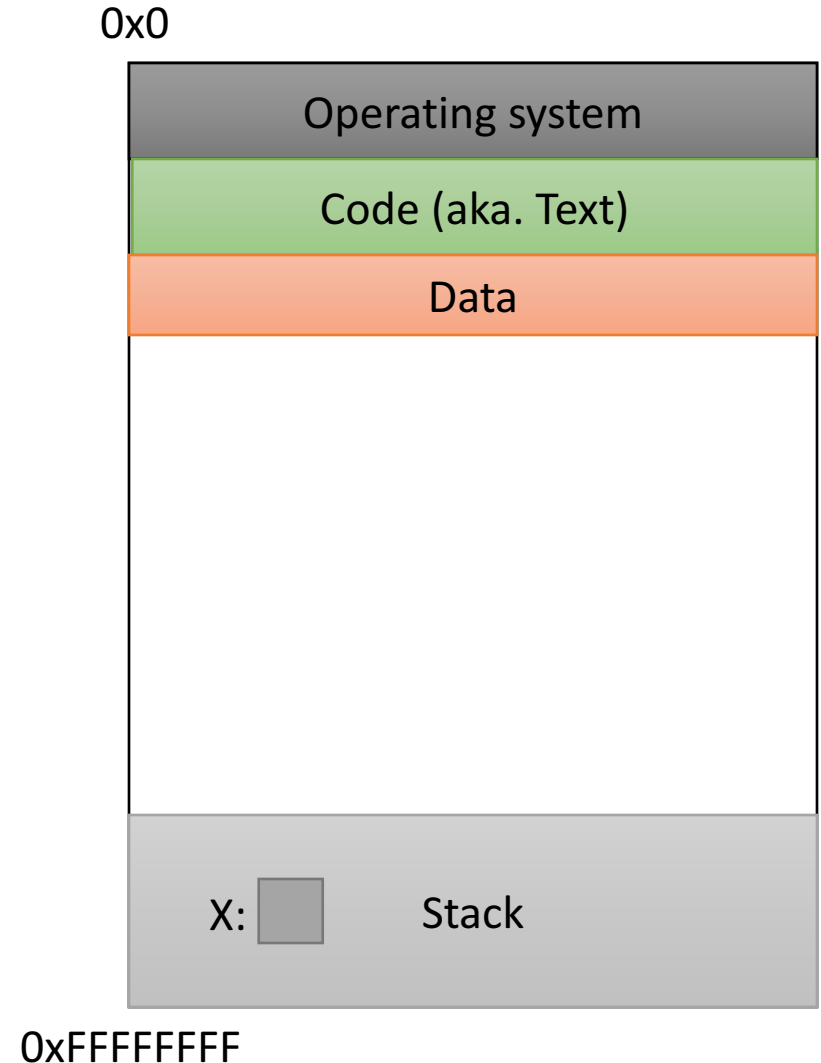 0x0
Operating system
Code (aka. Text)
Data
X: Stack
0xFFFFFFFF